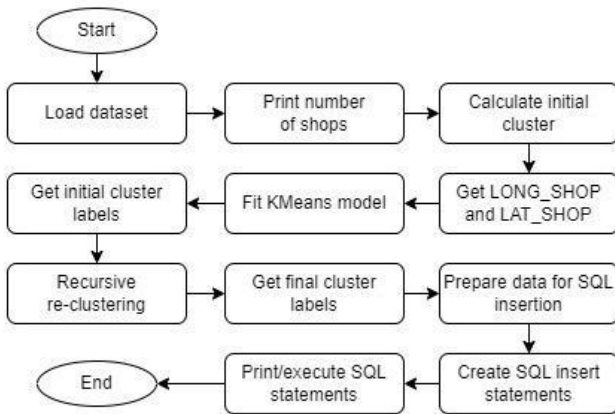 Start
Load dataset
Print number
of shops
Calculate initial
cluster
Get LONG_SHOP
and LAT_SHOP
Fit KMeans model
Get initial cluster
labels
Recursive
re-clustering
Get final cluster
labels
Prepare data for SQL
insertion
Create SQL insert
statements
Print/execute SQL
statements
End